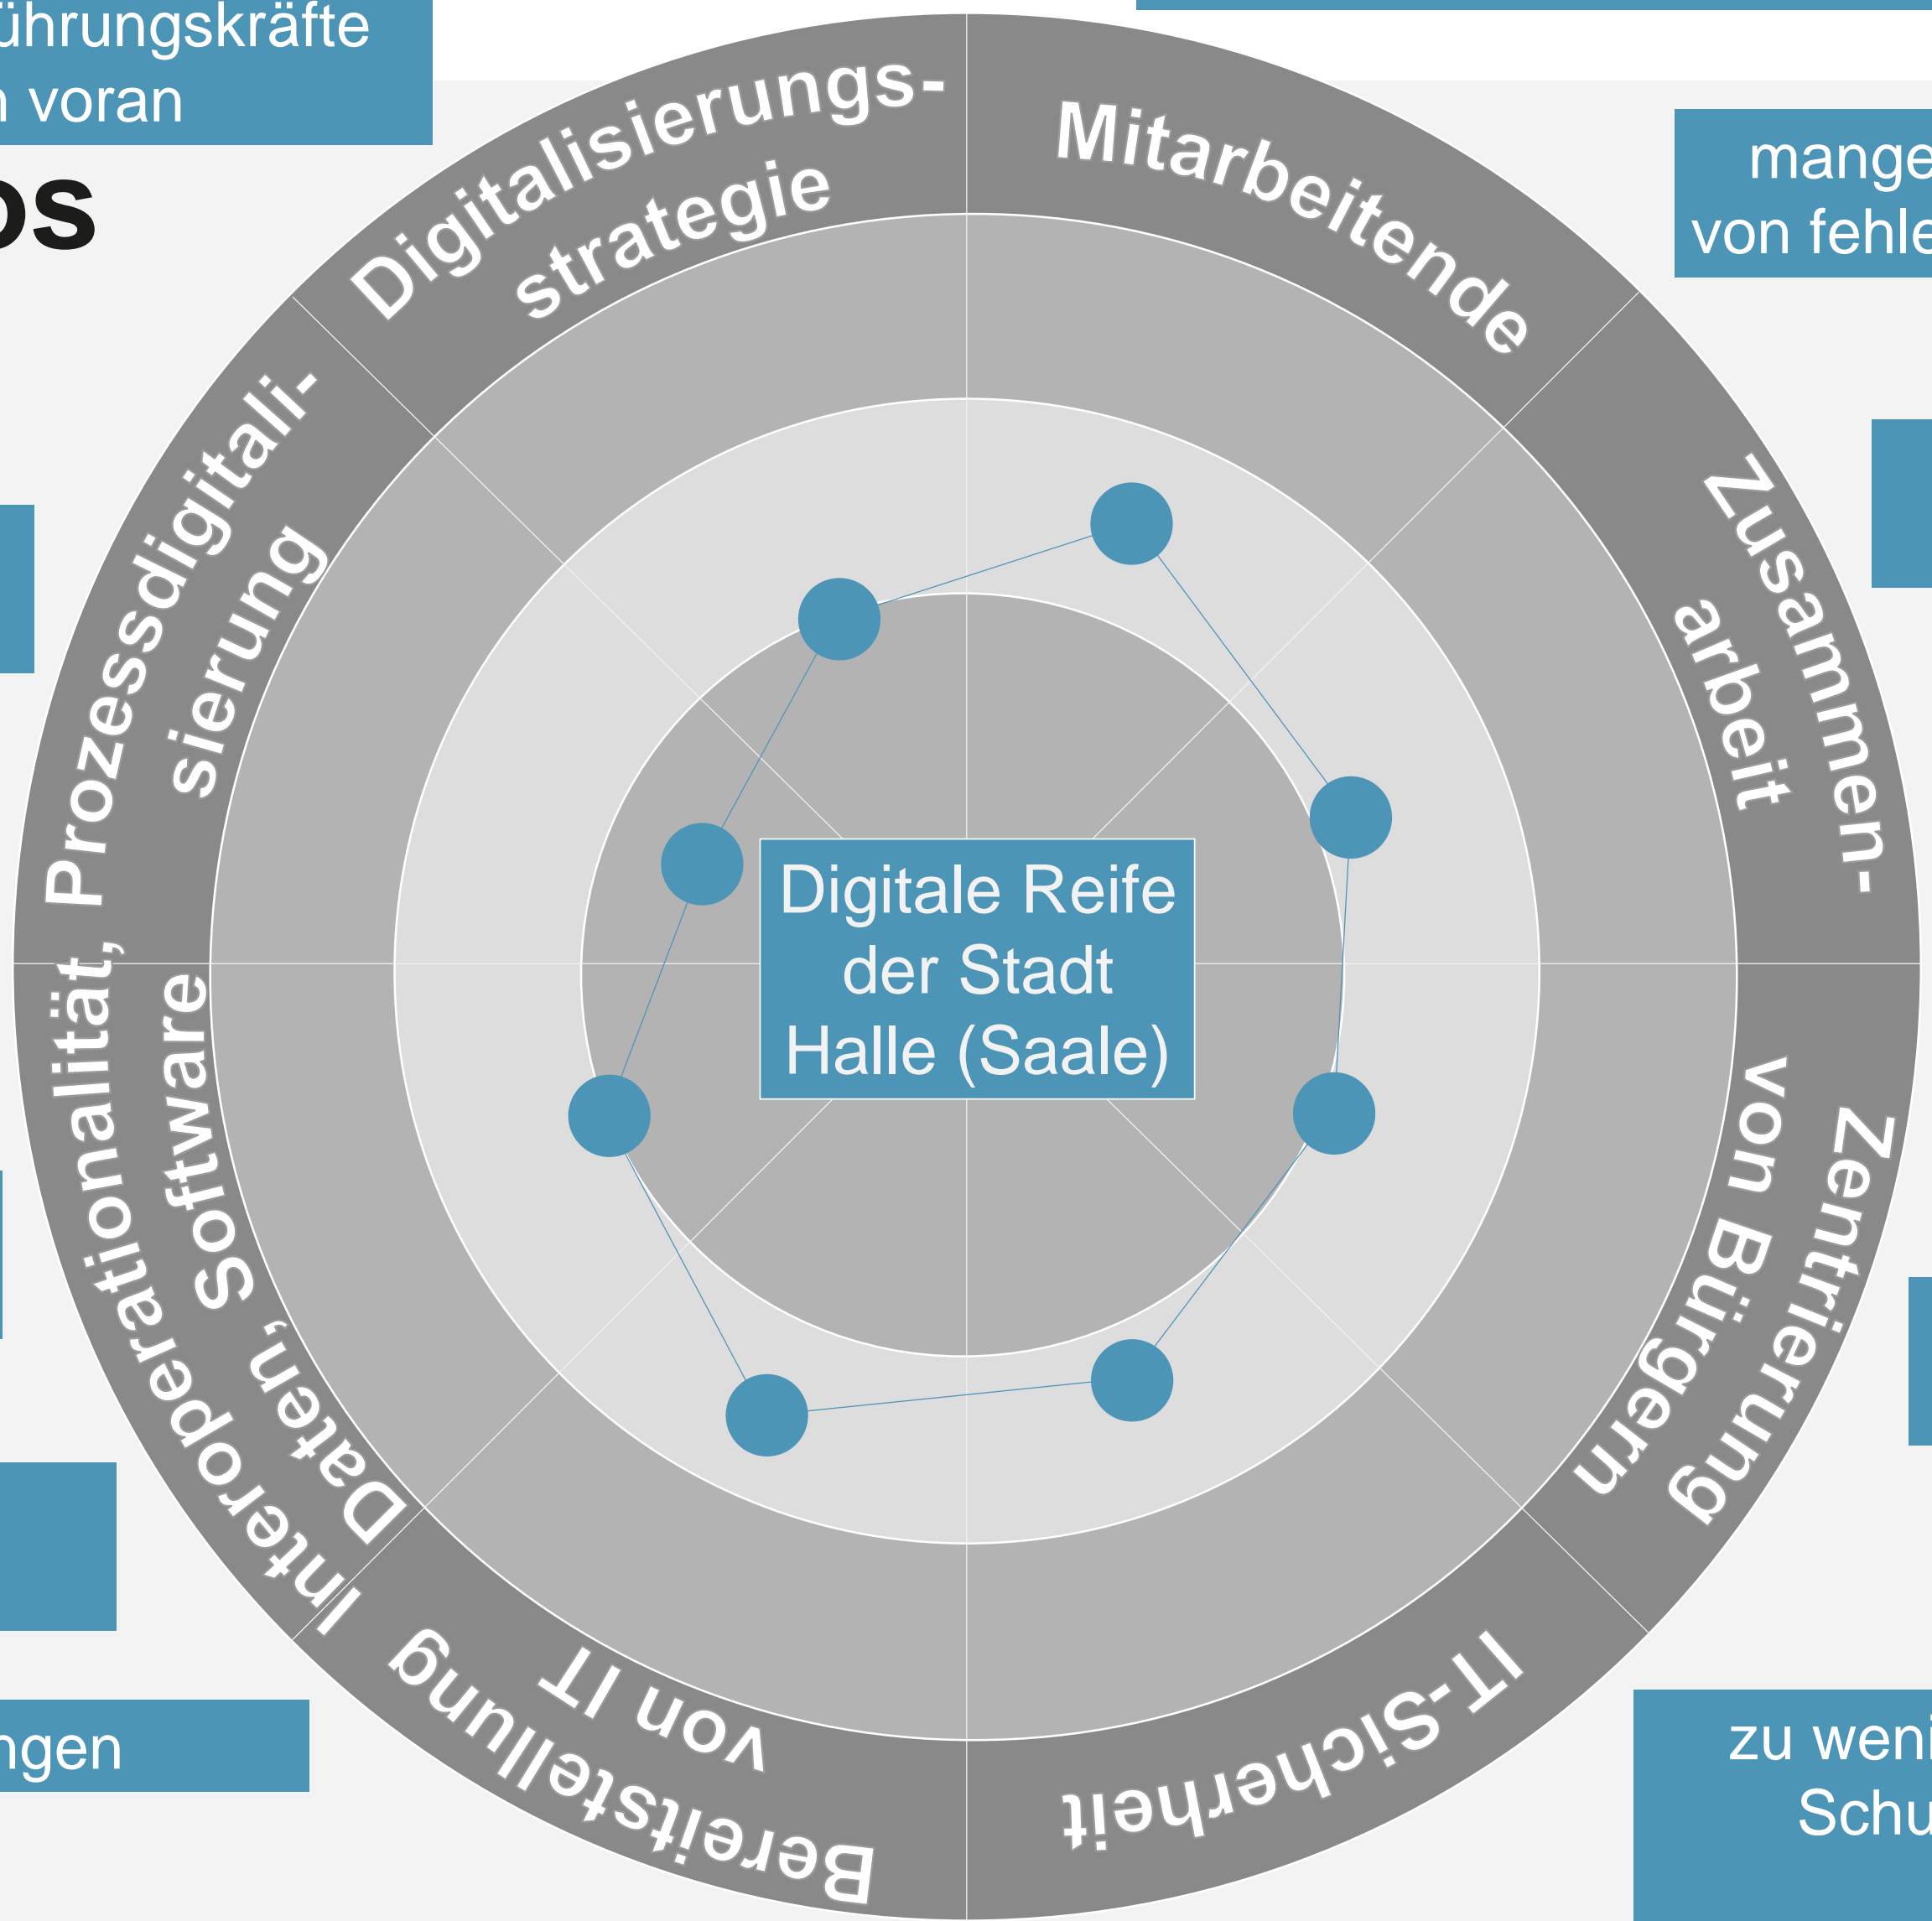 ührungskräfte
voran
os
Digitalisierungs-
strategie
Mitarbeitende
mange
von fehle
Zusammen-
arbeit
Prozessdigitali-
sierung
Digitale Reife
der Stadt
Halle (Saale)
Interoperationalität,
Daten, Software
Zentrierung
von Bürgern
Bereitstellung
von IT
IT-Sicherheit
ngen
zu weni
Schu